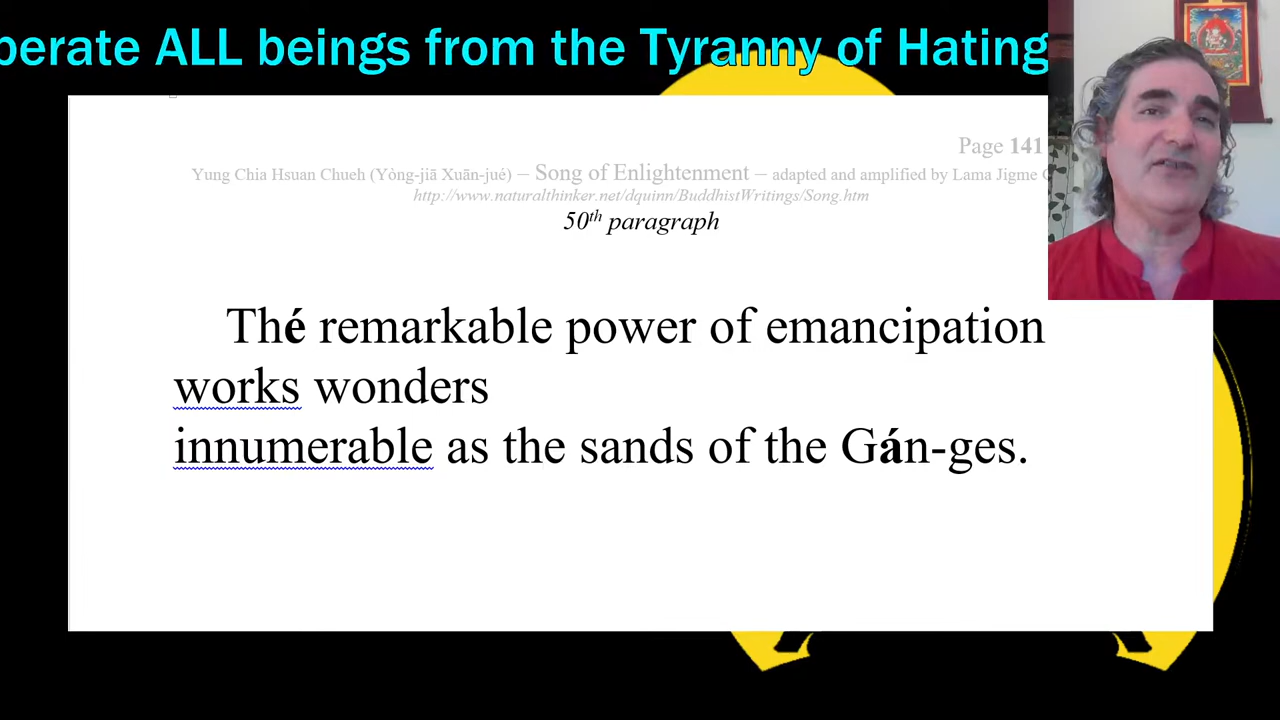 perate ALL beings from the Tyranny of Hating
Page 141
Yung Chia Hsuan Chueh (Yòng-jiā Xuān-jué) – Song of Enlightenment – adapted and amplified by Lama Jigme
http://www.naturalthinker.net/dquinn/BuddhistWritings/Song.htm
50th paragraph
Thé remarkable power of emancipation
works wonders
innumerable as the sands of the Gán-ges.